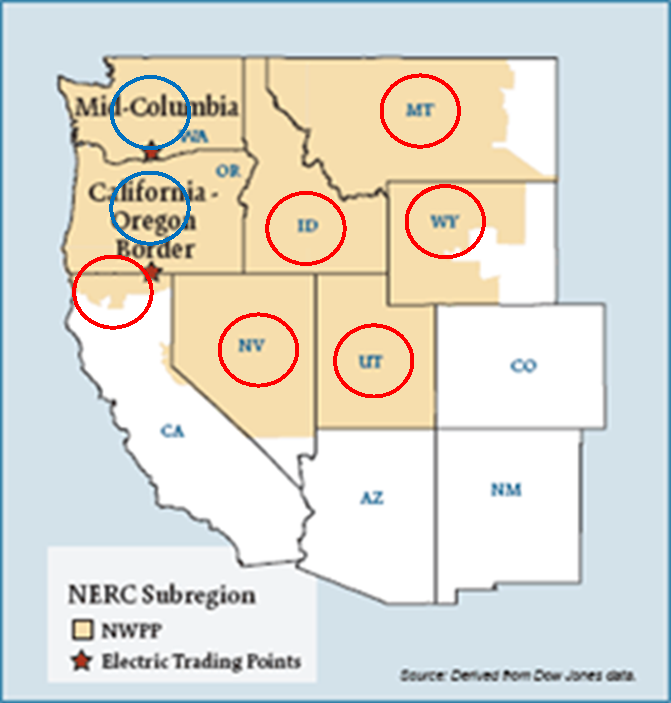 Mid-Columbia
WA
MT
OR
California -
Oregon
Border
ID
WY
NV
UT
CO
CA
AZ
NM
NERC Subregion
NWPP
Electric Trading Points
Source: Derived from Dow Jones data.